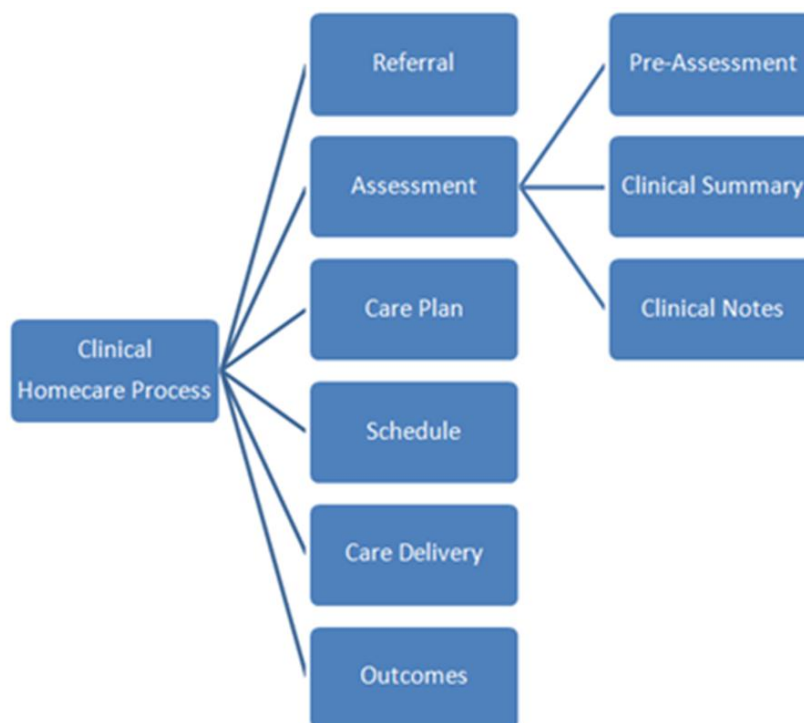 Referral
Pre-Assessment
Assessment
Clinical Summary
Care Plan
Clinical Notes
Clinical
Homecare Process
Schedule
Care Delivery
Outcomes